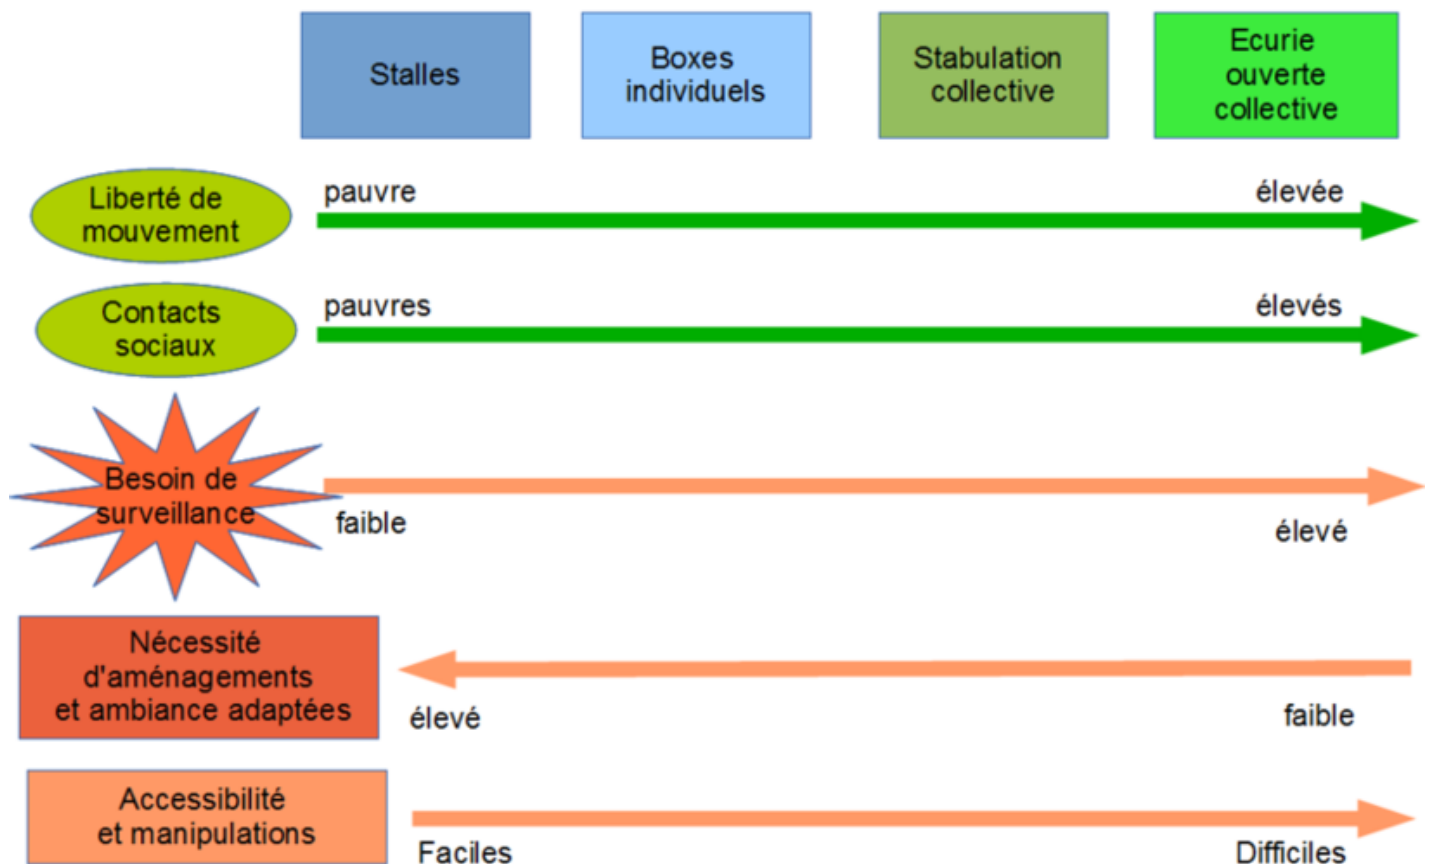 Stalles
Boxes
individuels
Stabulation
collective
Ecurie
ouverte
collective
Liberté de
mouvement
pauvre
élevée
Contacts
sociaux
pauvres
élevés
Besoin de
surveillance
faible
élevé
Nécessité
d'aménagements
et ambiance adaptées
élevé
faible
Accessibilité
et manipulations
Faciles
Difficiles